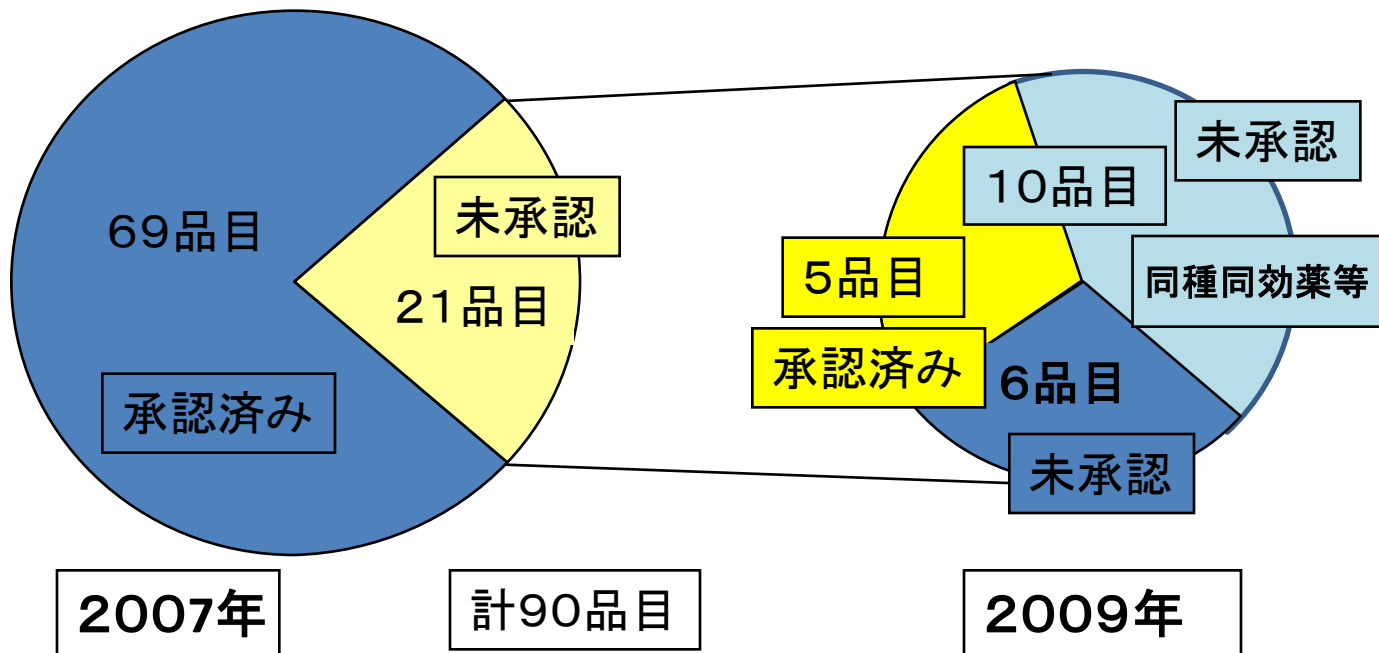 69品目
承認済み
未承認
21品目
2007年
計90品目
未承認
10品目
同種同効薬等
5品目
承認済み
6品目
未承認
2009年